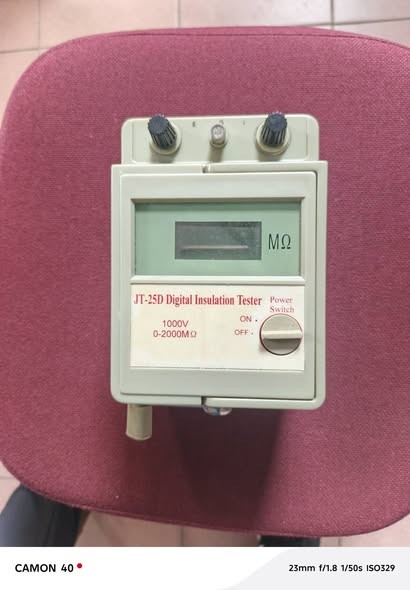 MΩ
JT-25D Digital Insulation Tester
Power
Switch
1000V
0-2000MΩ
ON
OFF
CAMON 40
23mm f/1.8 1/50s ISO329